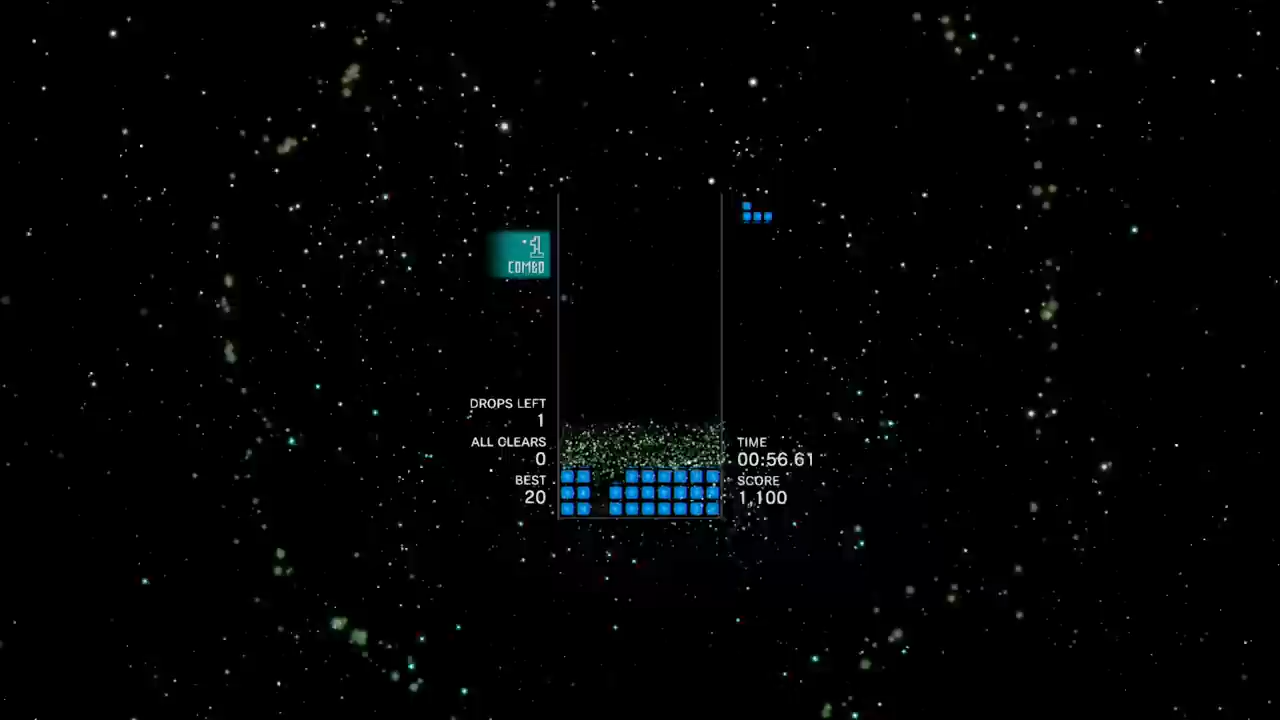 1
COMBO
DROPS LEFT
1
ALL CLEARS
0
BEST
20
TIME
00:56.61
SCORE
1,100